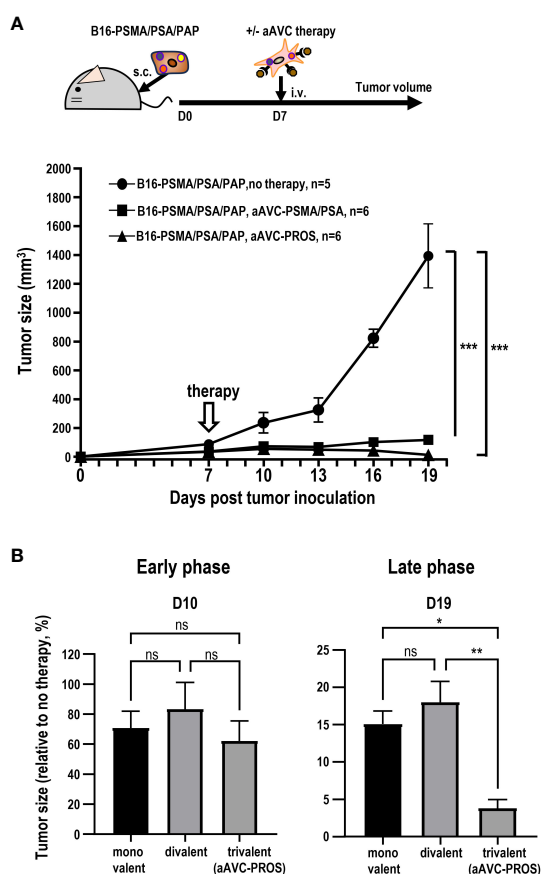 A
B16-PSMA/PSA/PAP
+/- aAVC therapy
s.c.
i.v.
Tumor volume
D0
D7
Tumor size (mm³)
2000
1800
1600
1400
1200
1000
800
600
400
200
0
B16-PSMA/PSA/PAP,no therapy, n=5
B16-PSMA/PSA/PAP, aAVC-PSMA/PSA, n=6
B16-PSMA/PSA/PAP, aAVC-PROS, n=6
therapy
***
***
0
7
10
13
16
19
Days post tumor inoculation
B
Early phase
Late phase
D10
D19
Tumor size (relative to no therapy, %)
120
100
80
60
40
20
0
ns
ns
ns
mono
valent
divalent
trivalent
(aAVC-PROS)
25
20
15
10
5
0
*
ns
**
mono
valent
divalent
trivalent
(aAVC-PROS)